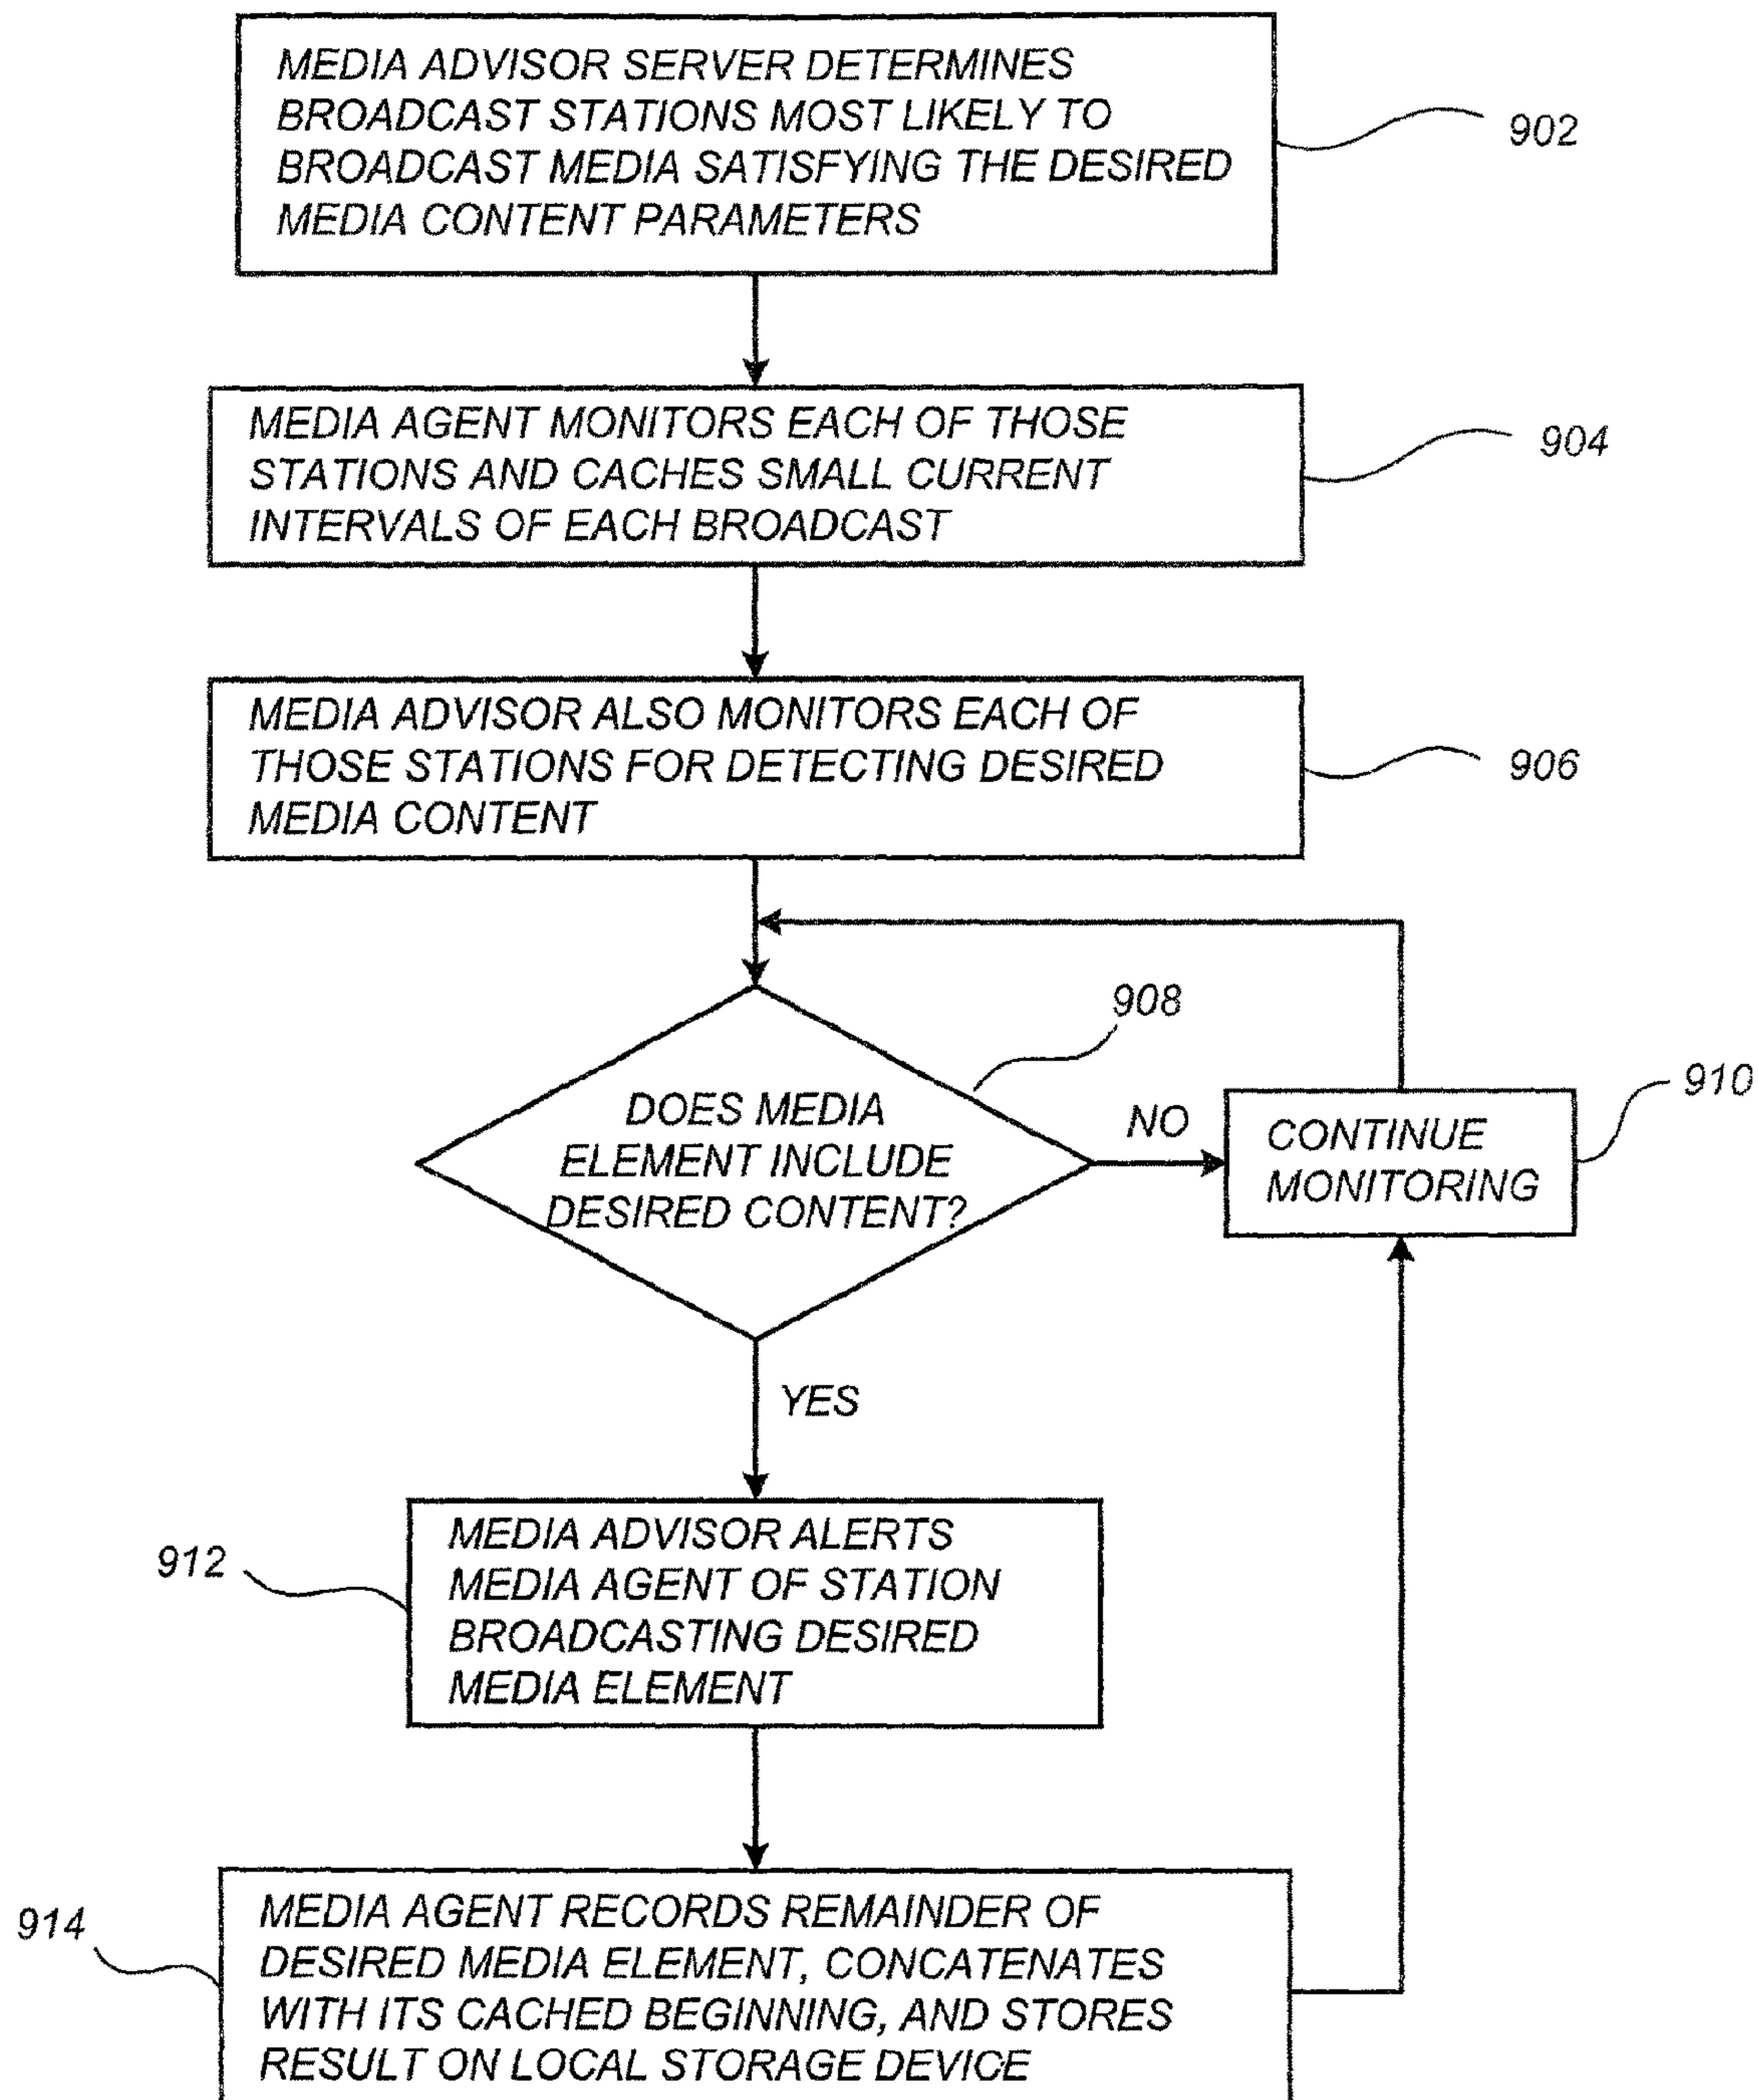 MEDIA ADVISOR SERVER DETERMINES
BROADCAST STATIONS MOST LIKELY TO
BROADCAST MEDIA SATISFYING THE DESIRED
MEDIA CONTENT PARAMETERS
902
MEDIA AGENT MONITORS EACH OF THOSE
STATIONS AND CACHES SMALL CURRENT
INTERVALS OF EACH BROADCAST
904
MEDIA ADVISOR ALSO MONITORS EACH OF
THOSE STATIONS FOR DETECTING DESIRED
MEDIA CONTENT
906
908
DOES MEDIA
ELEMENT INCLUDE
DESIRED CONTENT?
NO
CONTINUE
MONITORING
910
YES
912
MEDIA ADVISOR ALERTS
MEDIA AGENT OF STATION
BROADCASTING DESIRED
MEDIA ELEMENT
914
MEDIA AGENT RECORDS REMAINDER OF
DESIRED MEDIA ELEMENT, CONCATENATES
WITH ITS CACHED BEGINNING, AND STORES
RESULT ON LOCAL STORAGE DEVICE